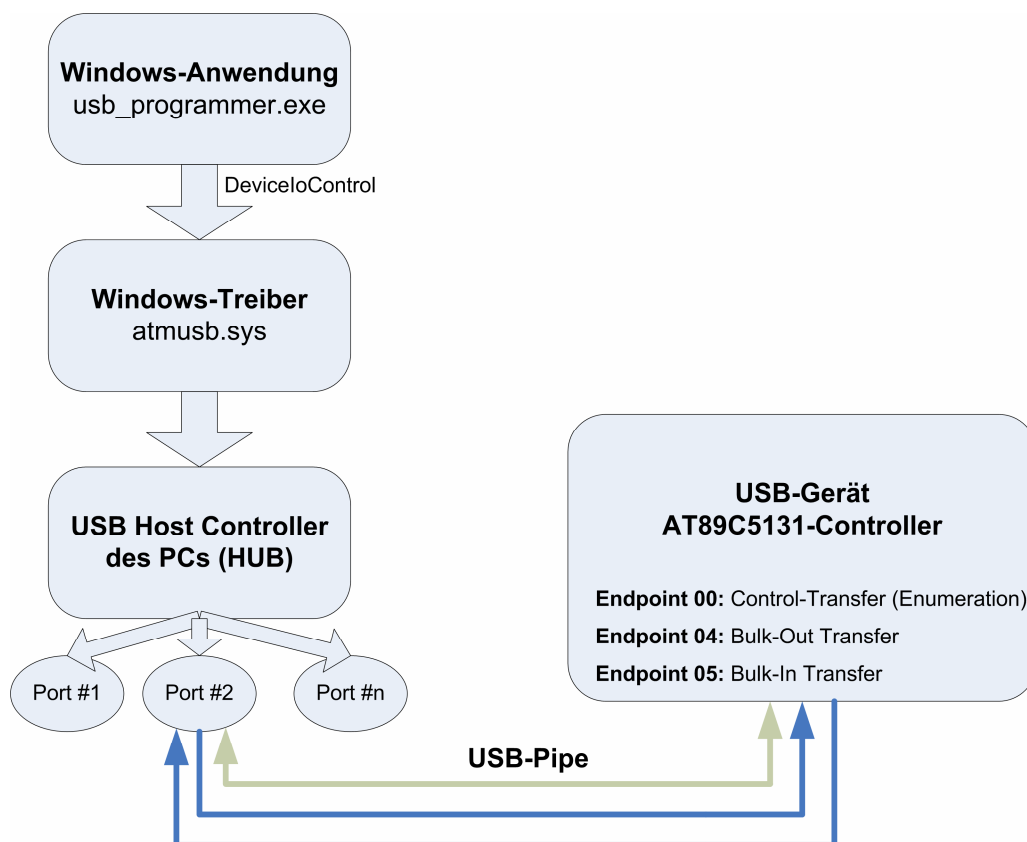 Windows-Anwendung
usb_programmer.exe
DeviceIoControl
Windows-Treiber
atmusb.sys
USB Host Controller
des PCs (HUB)
Port #1
Port #2
Port #n
USB-Gerät
AT89C5131-Controller
Endpoint 00: Control-Transfer (Enumeration)
Endpoint 04: Bulk-Out Transfer
Endpoint 05: Bulk-In Transfer
USB-Pipe